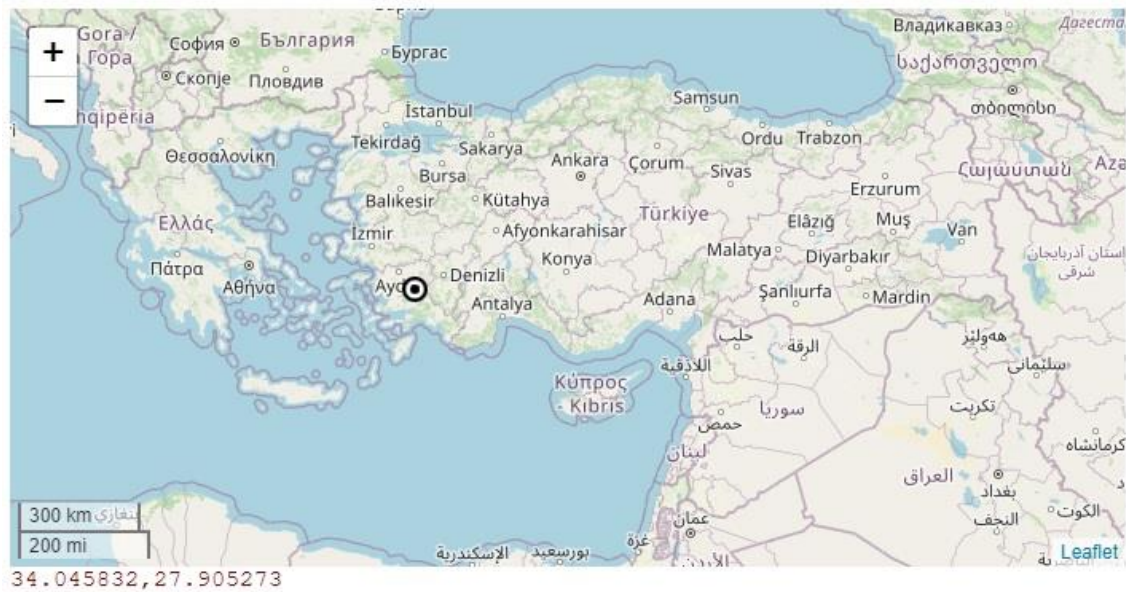 Владикавказ
Дагеста
Gora /
Гора
София
България
Бургас
საქართველო
+
−
Скопје
Пловдив
თბილისი
hqipëria
İstanbul
Samsun
Tekirdağ
Sakarya
Ordu
Trabzon
Θεσσαλονίκη
Ankara
Çorum
Sivas
Հայաստան
Aza
Bursa
Erzurum
Balıkesir
Kütahya
Türkiye
Elâzığ
Muş
Ελλάς
İzmir
Afyonkarahisar
Van
Malatya
Diyarbakır
استان آذربایجان
شرقی
Πάτρα
Αθήνα
Denizli
Konya
Antalya
Adana
Şanlıurfa
Mardin
حلب
الرقة
هەولێر
اللاذقية
سلێمانی
Κύπρος
- Kıbrıs
سوريا
تكريت
حمص
لبنان
كرمانشاه
العراق
بغداد
300 km
بنغازي
200 mi
عمان
النجف
الكوت
الإسكندرية
بورسعيد
غزة
الأردن
Leaflet
34.045832,27.905273